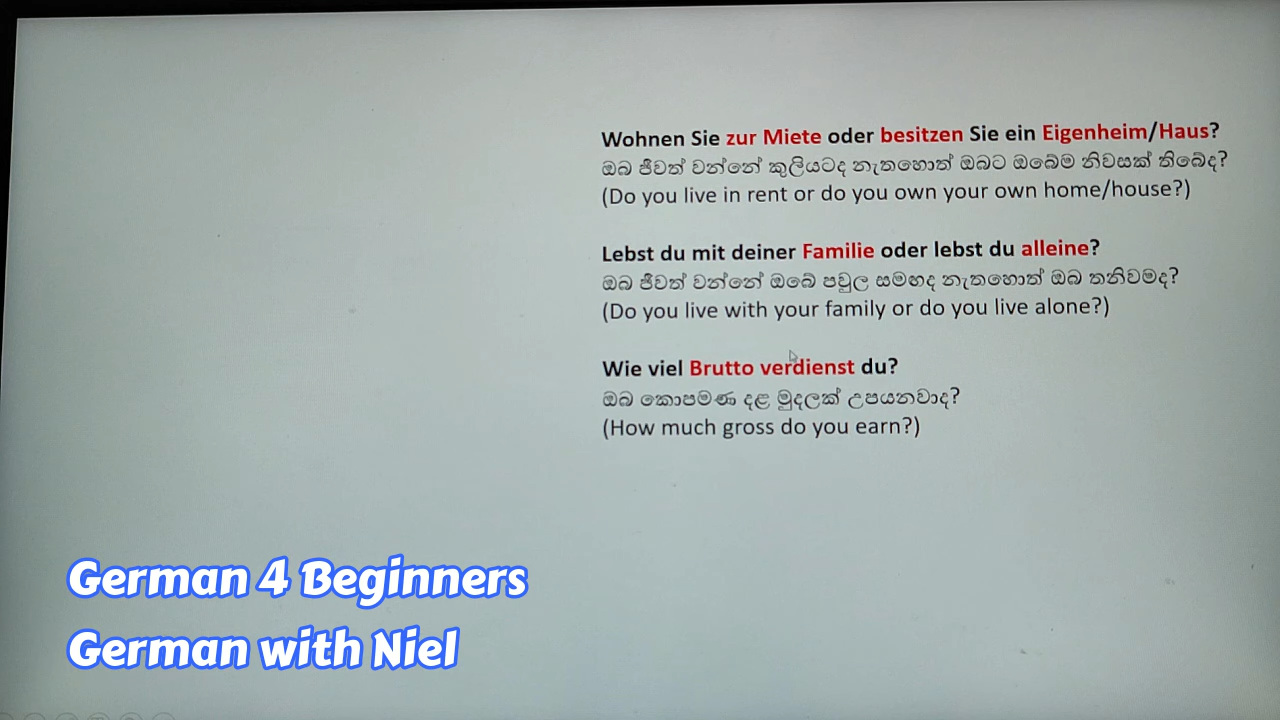 Wohnen Sie zur Miete oder besitzen Sie ein Eigenheim/Haus?
ඔබ ජීවත් වන්නේ කුලියටද නැතහොත් ඔබට ඔබේම නිවසක් තිබේද?
(Do you live in rent or do you own your own home/house?)
Lebst du mit deiner Familie oder lebst du alleine?
ඔබ ජීවත් වන්නේ ඔබේ පවුල සමඟද නැතහොත් ඔබ තනිවමද?
(Do you live with your family or do you live alone?)
Wie viel Brutto verdienst du?
ඔබ කොපමණ දළ මුදලක් උපයනවාද?
(How much gross do you earn?)
German 4 Beginners
German with Niel